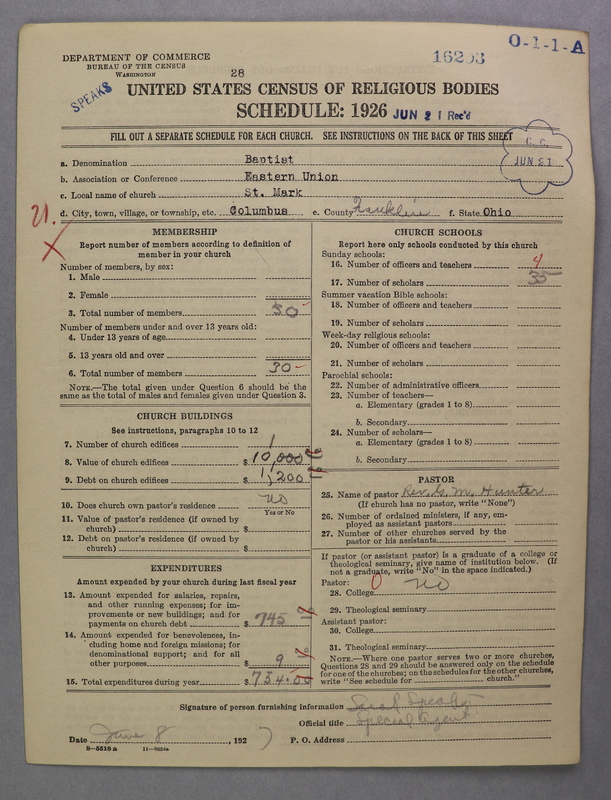 DEPARTMENT OF COMMERCE
BUREAU OF THE CENSUS
WASHINGTON
16203
O-1-1-A
SPEAKS
28
UNITED STATES CENSUS OF RELIGIOUS BODIES
SCHEDULE: 1926 JUN 21 Rec'd
FILL OUT A SEPARATE SCHEDULE FOR EACH CHURCH. SEE INSTRUCTIONS ON THE BACK OF THIS SHEET
JUN 21
a. Denomination Baptist
b. Association or Conference Eastern Union
c. Local name of church St. Mark
21. d. City, town, village, or township, etc. Columbus e. County Franklin f. State Ohio
MEMBERSHIP
Report number of members according to definition of
member in your church
Number of members, by sex:
1. Male
2. Female
3. Total number of members 30
Number of members under and over 13 years old:
4. Under 13 years of age
5. 13 years old and over
6. Total number of members 30
NOTE.—The total given under Question 6 should be the
same as the total of males and females given under Question 3.
CHURCH BUILDINGS
See instructions, paragraphs 10 to 12
7. Number of church edifices 1
8. Value of church edifices $ 10,000
9. Debt on church edifices $ 1,200
10. Does church own pastor's residence no
Yes or No
11. Value of pastor's residence (if owned by
church) $
12. Debt on pastor's residence (if owned by
church) $
EXPENDITURES
Amount expended by your church during last fiscal year
13. Amount expended for salaries, repairs,
and other running expenses; for im-
provements or new buildings; and for
payments on church debt $ 745
14. Amount expended for benevolences, in-
cluding home and foreign missions; for
denominational support; and for all
other purposes $ 9
15. Total expenditures during year $ 754.00
CHURCH SCHOOLS
Report here only schools conducted by this church
Sunday schools:
16. Number of officers and teachers 4
17. Number of scholars 35
Summer vacation Bible schools:
18. Number of officers and teachers
19. Number of scholars
Week-day religious schools:
20. Number of officers and teachers
21. Number of scholars
Parochial schools:
22. Number of administrative officers
23. Number of teachers—
a. Elementary (grades 1 to 8)
b. Secondary
24. Number of scholars—
a. Elementary (grades 1 to 8)
b. Secondary
PASTOR
25. Name of pastor Rev. G. M. Hunter
(If church has no pastor, write "None")
26. Number of ordained ministers, if any, em-
ployed as assistant pastors
27. Number of other churches served by the
pastor or his assistants
If pastor (or assistant pastor) is a graduate of a college or
theological seminary, give name of institution below. (If
not a graduate, write "No" in the space indicated.)
Pastor:
28. College 0 no
29. Theological seminary
Assistant pastor:
30. College
31. Theological seminary
NOTE.—Where one pastor serves two or more churches,
Questions 28 and 29 should be answered only on the schedule
for one of the churches; on the schedules for the other churches,
write "See schedule for church."
Signature of person furnishing information
Official title Special Agent
Date June 8, 1927 P. O. Address
S-5318a 11-9054a